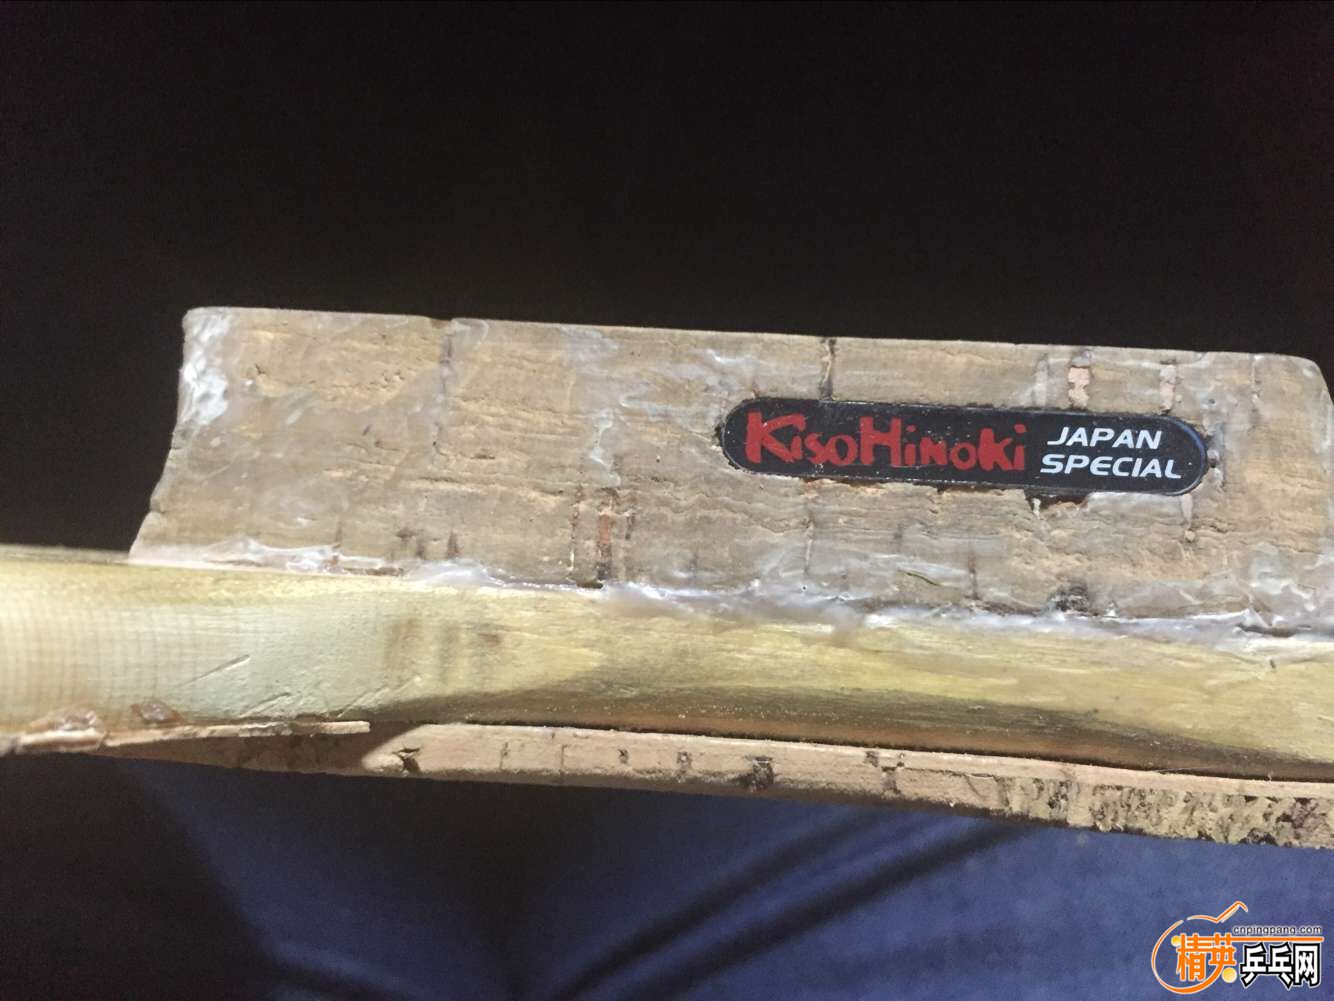 KisoHinoki
JAPAN
SPECIAL
cnpingpang.com
精英乒乓网